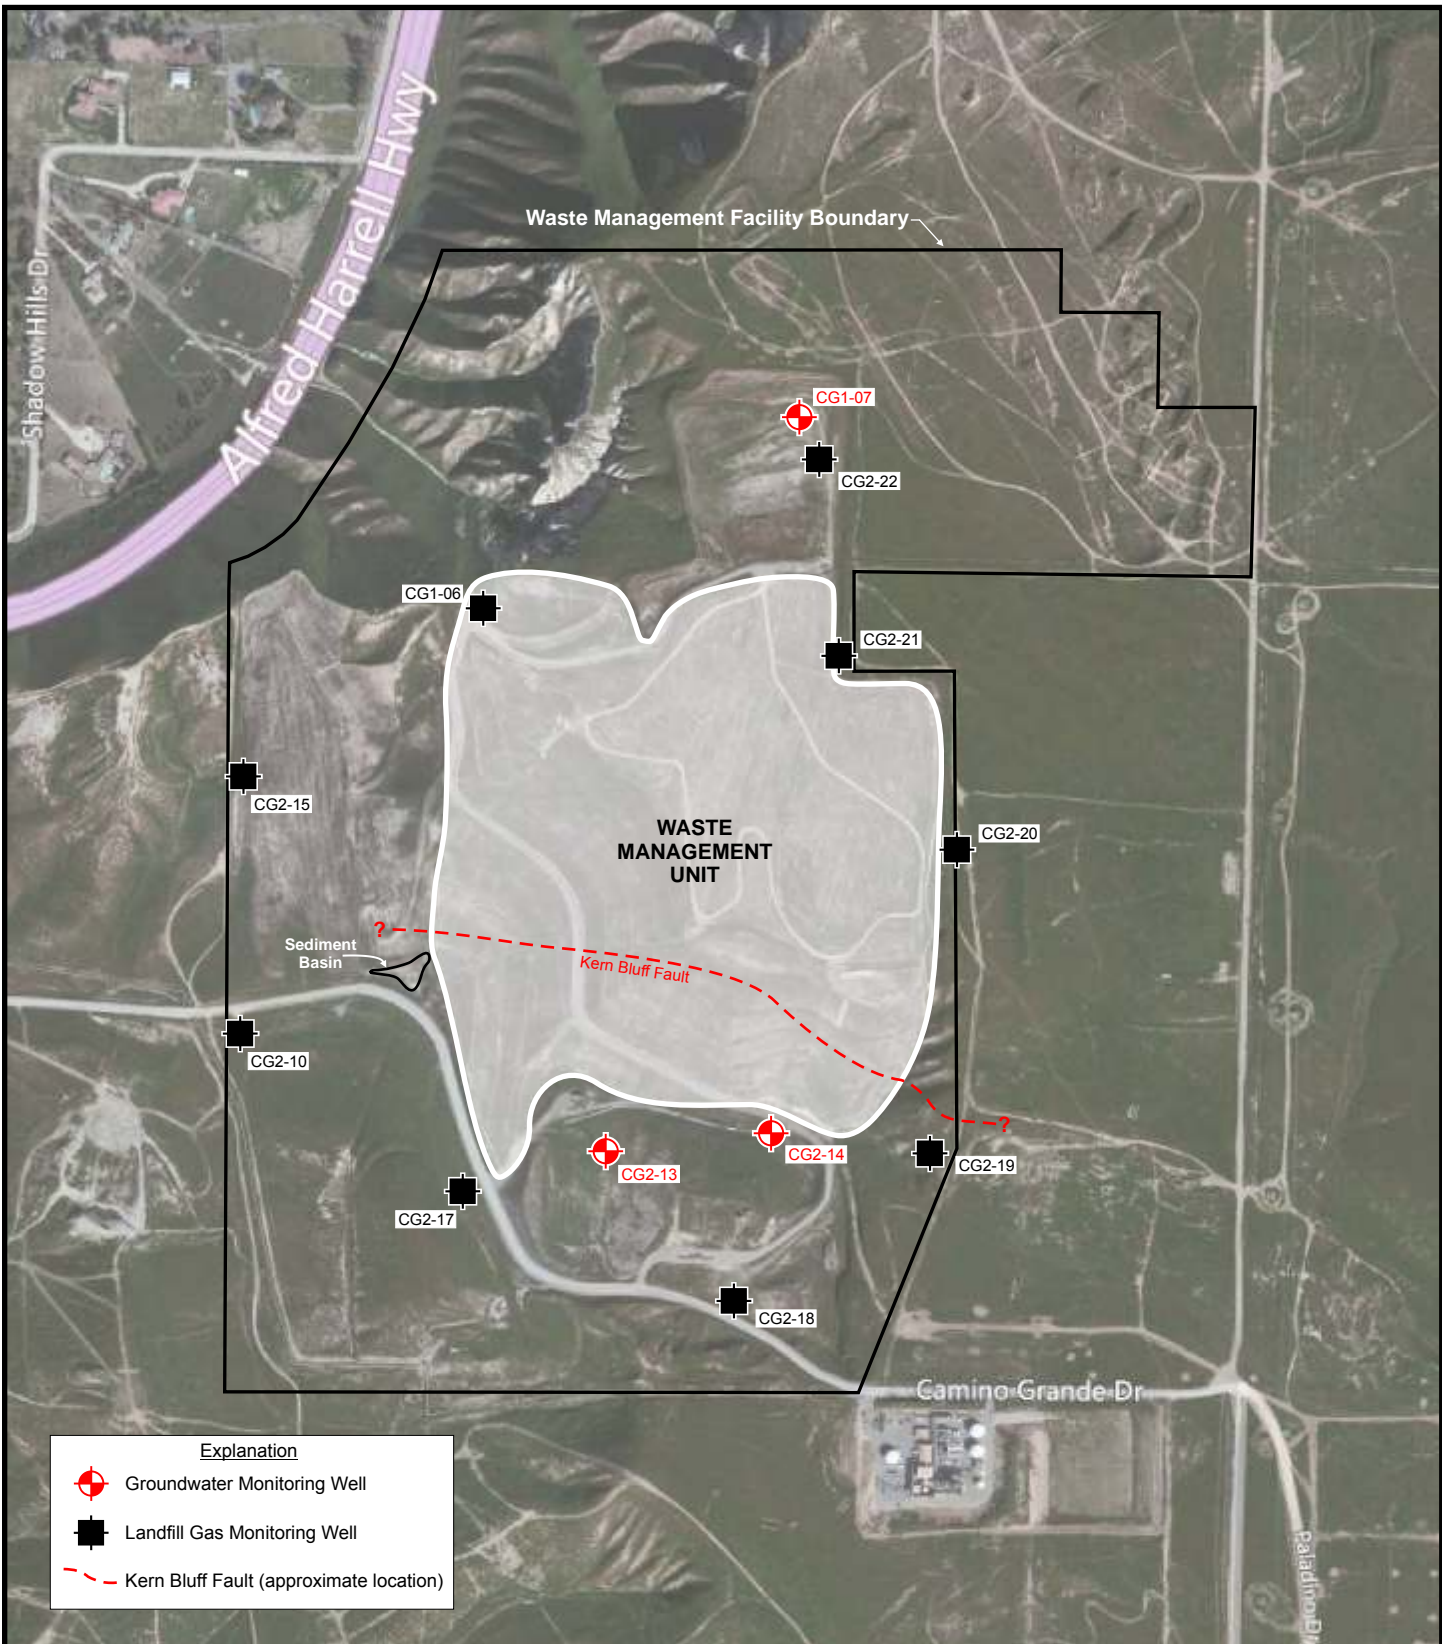 Alfred Harrell Hwy
Shadow Hills Dr
Waste Management Facility Boundary
CG1-07
CG2-22
CG1-06
CG2-21
CG2-15
CG2-20
WASTE
MANAGEMENT
UNIT
?
Sediment
Basin
Kern Bluff Fault
CG2-10
?
CG2-14
CG2-13
CG2-19
CG2-17
CG2-18
Camino Grande Dr
Paladino D
Explanation
Groundwater Monitoring Well
Landfill Gas Monitoring Well
Kern Bluff Fault (approximate location)